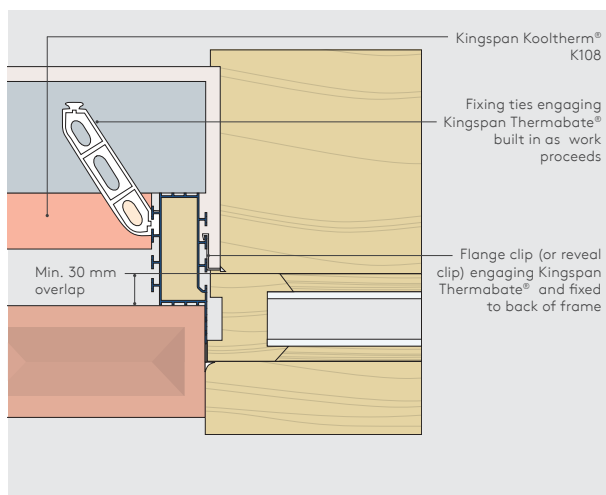 Kingspan Kooltherm®
K108
Fixing ties engaging
Kingspan Thermabate®
built in as work
proceeds
Flange clip (or reveal
clip) engaging Kingspan
Thermabate® and fixed
to back of frame
Min. 30 mm
overlap